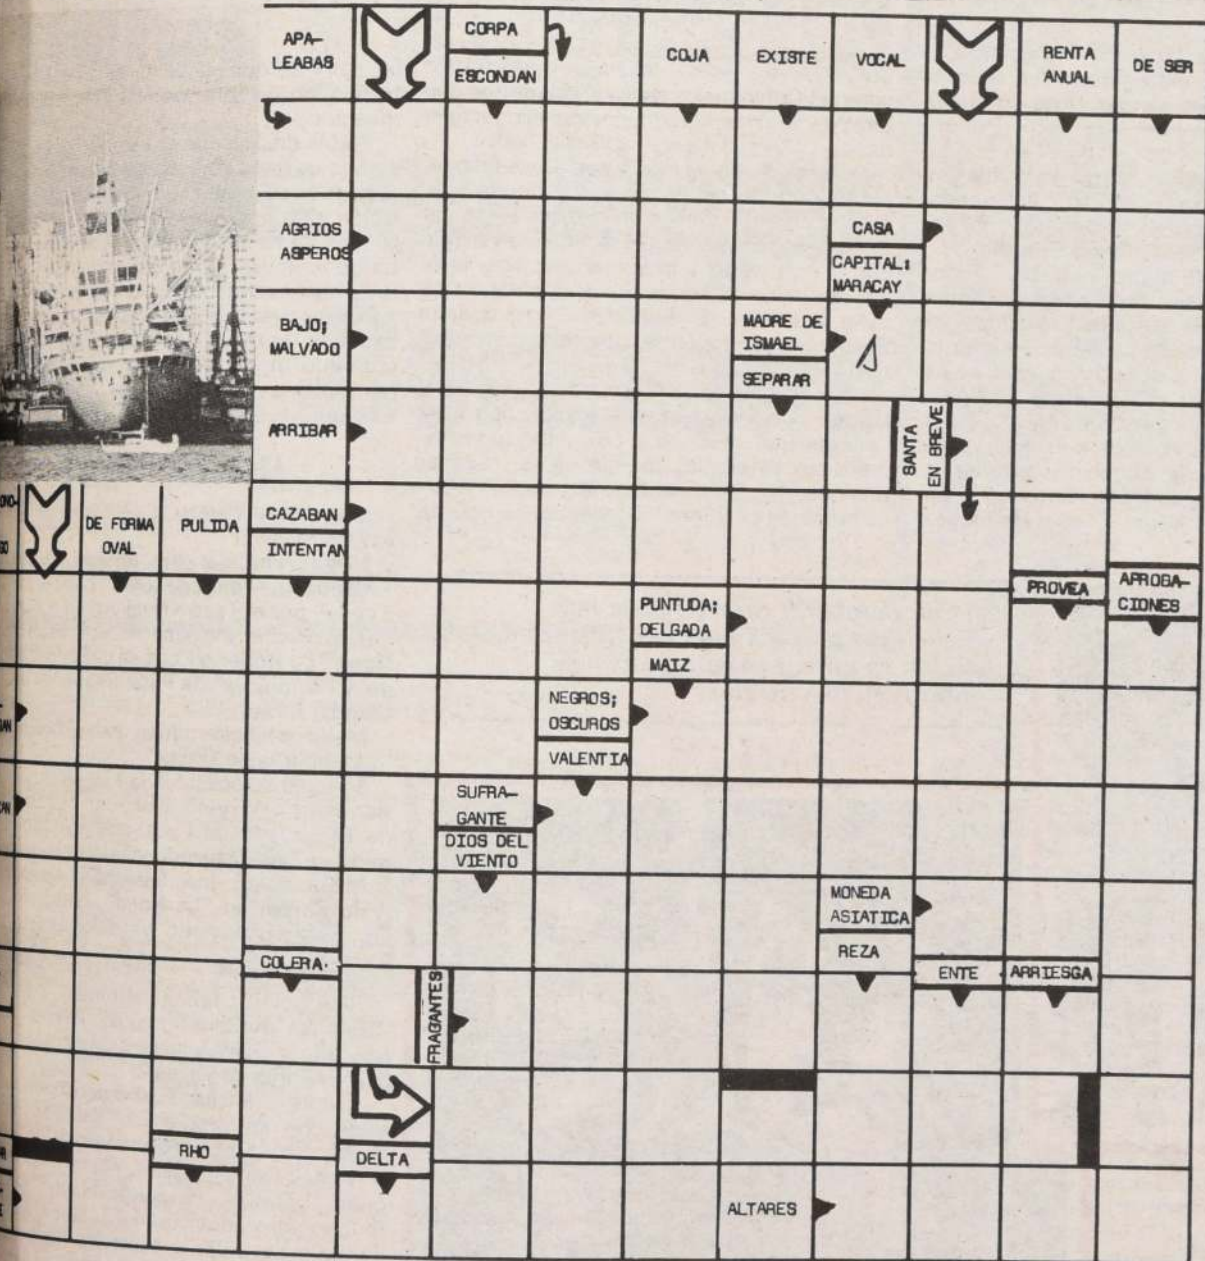 APA-
LEABAS
CORPA
ESCONDAN
COJA
EXISTE
VOCAL
RENTA
ANUAL
DE SER
AGRIOS
ASPEROS
CASA
CAPITAL:
MARACAY
BAJO;
MALVADO
MADRE DE
ISMAEL
SEPARAR
A
ARRIBAR
SANTA
EN BREVE
DE FORMA
OVAL
PULIDA
CAZABAN
INTENTAN
PUNTUDA;
DELGADA
MAIZ
PROVEA
APROBA-
CIONES
NEGROS;
OSCUROS
VALENTIA
SUFRA-
GANTE
DIOS DEL
VIENTO
MONEDA
ASIATICA
REZA
COLERA.
FRAGANTES
ENTE
ARRIESGA
RHO
DELTA
ALTARES